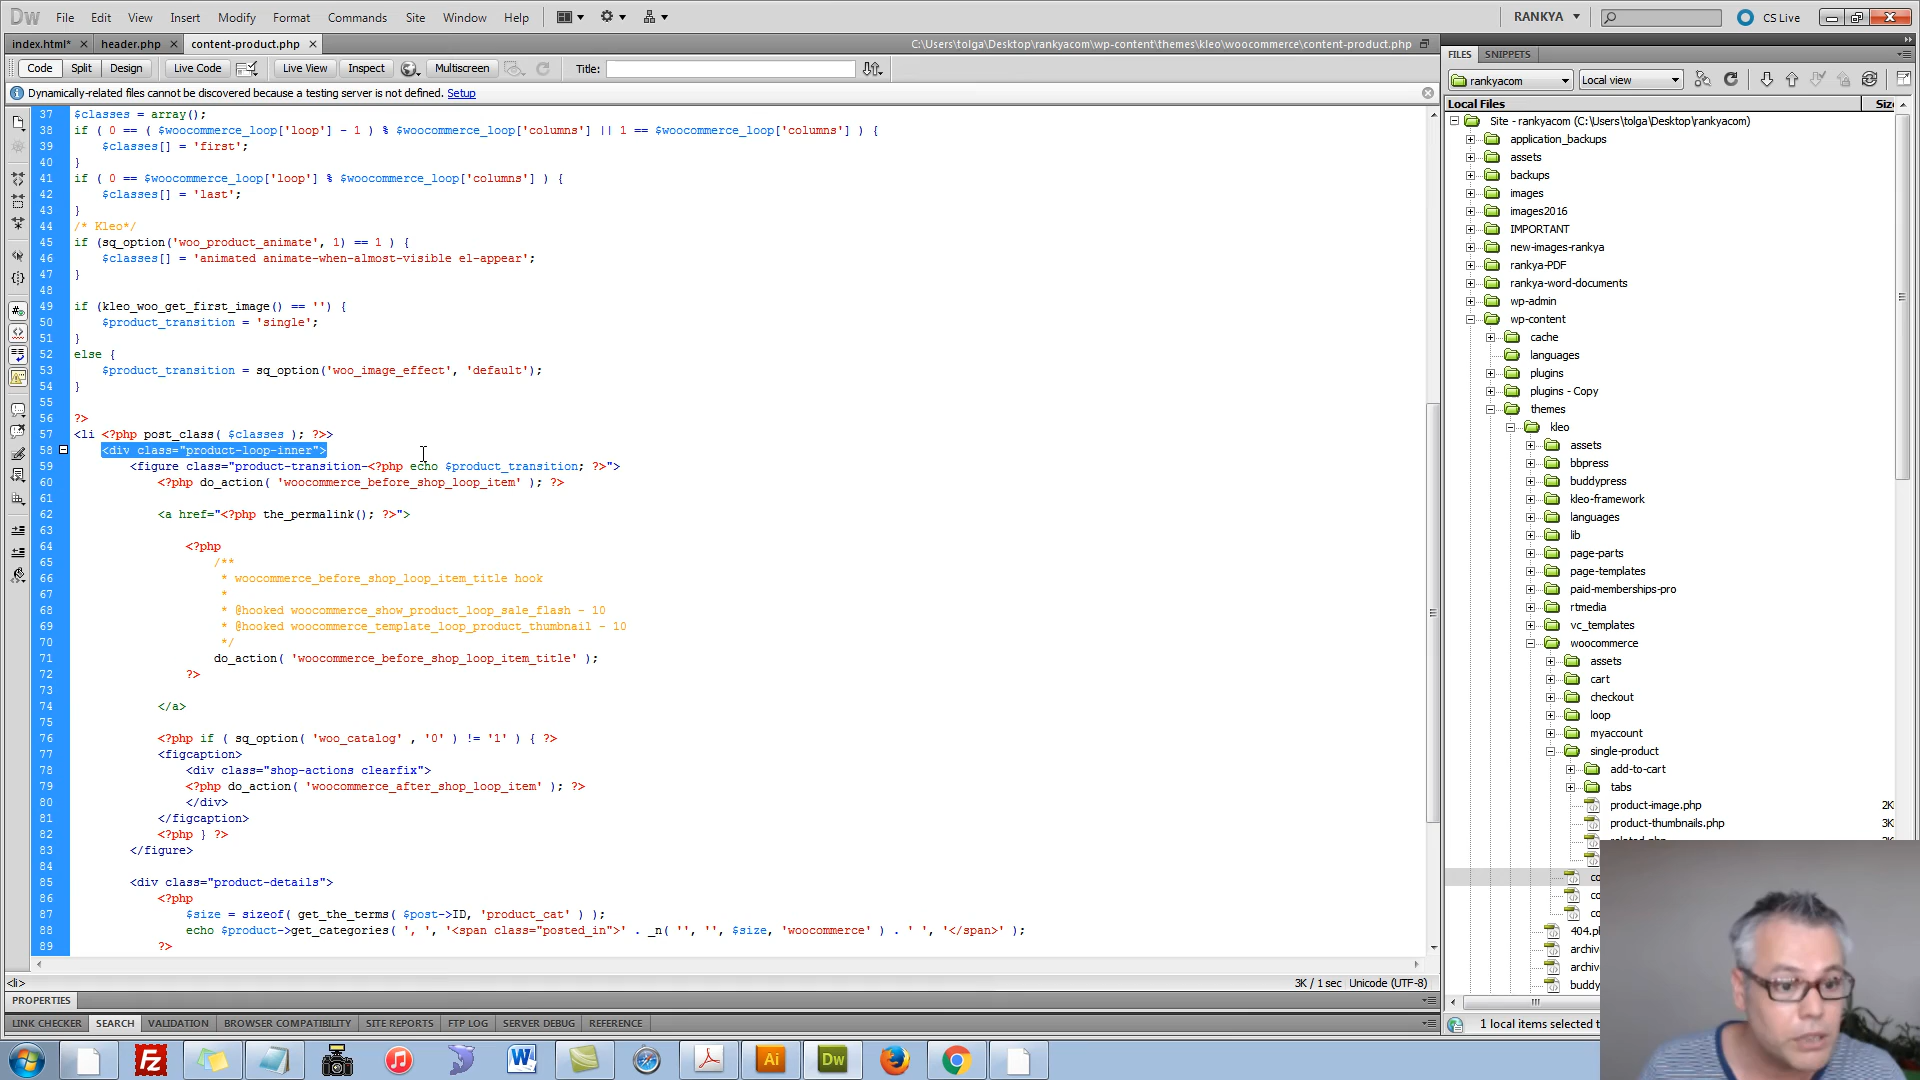 Dw File Edit View Insert Modify Format Commands Site Window Help RANKYA CS Live
index.html* header.php content-product.php C:\Users\tolga\Desktop\rankyacom\wp-content\themes\kleo\woocommerce\content-product.php
Code Split Design Live Code Live View Inspect Multiscreen Title:
Dynamically-related files cannot be discovered because a testing server is not defined. Setup
37 $classes = array();
38 if ( 0 == ( $woocommerce_loop['loop'] - 1 ) % $woocommerce_loop['columns'] || 1 == $woocommerce_loop['columns'] ) {
39 $classes[] = 'first';
40 }
41 if ( 0 == $woocommerce_loop['loop'] % $woocommerce_loop['columns'] ) {
42 $classes[] = 'last';
43 }
44 /* Kleo*/
45 if (sq_option('woo_product_animate', 1) == 1 ) {
46 $classes[] = 'animated animate-when-almost-visible el-appear';
47 }
48
49 if (kleo_woo_get_first_image() == '') {
50 $product_transition = 'single';
51 }
52 else {
53 $product_transition = sq_option('woo_image_effect', 'default');
54 }
55
56 ?>
57 <li <?php post_class( $classes ); ?>>
58 <div class="product-loop-inner">
59 <figure class="product-transition-<?php echo $product_transition; ?>">
60 <?php do_action( 'woocommerce_before_shop_loop_item' ); ?>
61
62 <a href="<?php the_permalink(); ?>">
63
64 <?php
65 /**
66 * woocommerce_before_shop_loop_item_title hook
67 *
68 * @hooked woocommerce_show_product_loop_sale_flash - 10
69 * @hooked woocommerce_template_loop_product_thumbnail - 10
70 */
71 do_action( 'woocommerce_before_shop_loop_item_title' );
72 ?>
73
74 </a>
75
76 <?php if ( sq_option( 'woo_catalog' , '0' ) != '1' ) { ?>
77 <figcaption>
78 <div class="shop-actions clearfix">
79 <?php do_action( 'woocommerce_after_shop_loop_item' ); ?>
80 </div>
81 </figcaption>
82 <?php } ?>
83 </figure>
84
85 <div class="product-details">
86 <?php
87 $size = sizeof( get_the_terms( $post->ID, 'product_cat' ) );
88 echo $product->get_categories( ', ', '<span class="posted_in">' . _n( '', '', $size, 'woocommerce' ) . ' ', '</span>' );
89 ?>
<li> 3K / 1 sec Unicode (UTF-8)
PROPERTIES
LINK CHECKER SEARCH VALIDATION BROWSER COMPATIBILITY SITE REPORTS FTP LOG SERVER DEBUG REFERENCE
FILES SNIPPETS
rankyacom Local view
Local Files Siz
Site - rankyacom (C:\Users\tolga\Desktop\rankyacom)
application_backups
assets
backups
images
images2016
IMPORTANT
new-images-rankya
rankya-PDF
rankya-word-documents
wp-admin
wp-content
cache
languages
plugins
plugins - Copy
themes
kleo
assets
bbpress
buddypress
kleo-framework
languages
lib
page-parts
page-templates
paid-memberships-pro
rtmedia
vc_templates
woocommerce
assets
cart
checkout
loop
myaccount
single-product
add-to-cart
tabs
product-image.php 2K
product-thumbnails.php 3K
co
co
co
404.p
archiv
archiv
buddy
1 local items selected t
Fz W Ai Dw